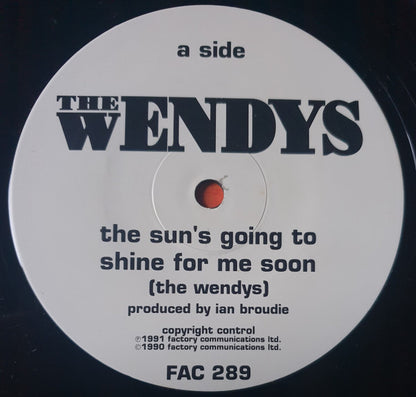 a side
THE WENDYS
the sun's going to
shine for me soon
(the wendys)
produced by ian broudie
copyright control
℗1991 factory communications ltd.
©1990 factory communications ltd.
FAC 289